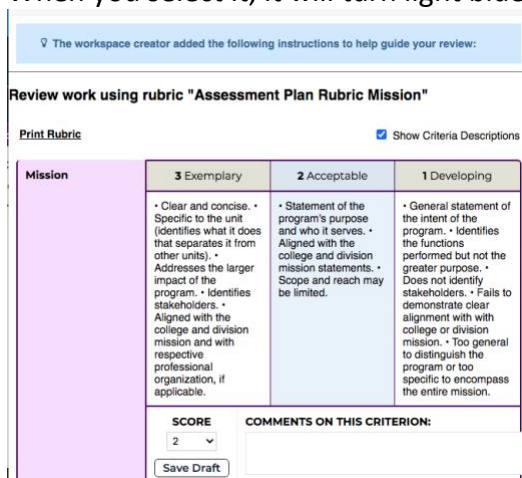 When you select it, it will turn light blue
The workspace creator added the following instructions to help guide your review:
Review work using rubric "Assessment Plan Rubric Mission"
Print Rubric
Show Criteria Descriptions
Mission
3 Exemplary
2 Acceptable
1 Developing
• Clear and concise. •
Specific to the unit
(identifies what it does
that separates it from
other units). •
Addresses the larger
impact of the
program. • Identifies
stakeholders. •
Aligned with the
college and division
mission and with
respective
professional
organization, if
applicable.
• Statement of the
program's purpose
and who it serves. •
Aligned with the
college and division
mission statements. •
Scope and reach may
be limited.
• General statement of
the intent of the
program. • Identifies
the functions
performed but not the
greater purpose. •
Does not identify
stakeholders. • Fails to
demonstrate clear
alignment with with
college or division
mission. • Too general
to distinguish the
program or too
specific to encompass
the entire mission.
SCORE
2
Save Draft
COMMENTS ON THIS CRITERION: